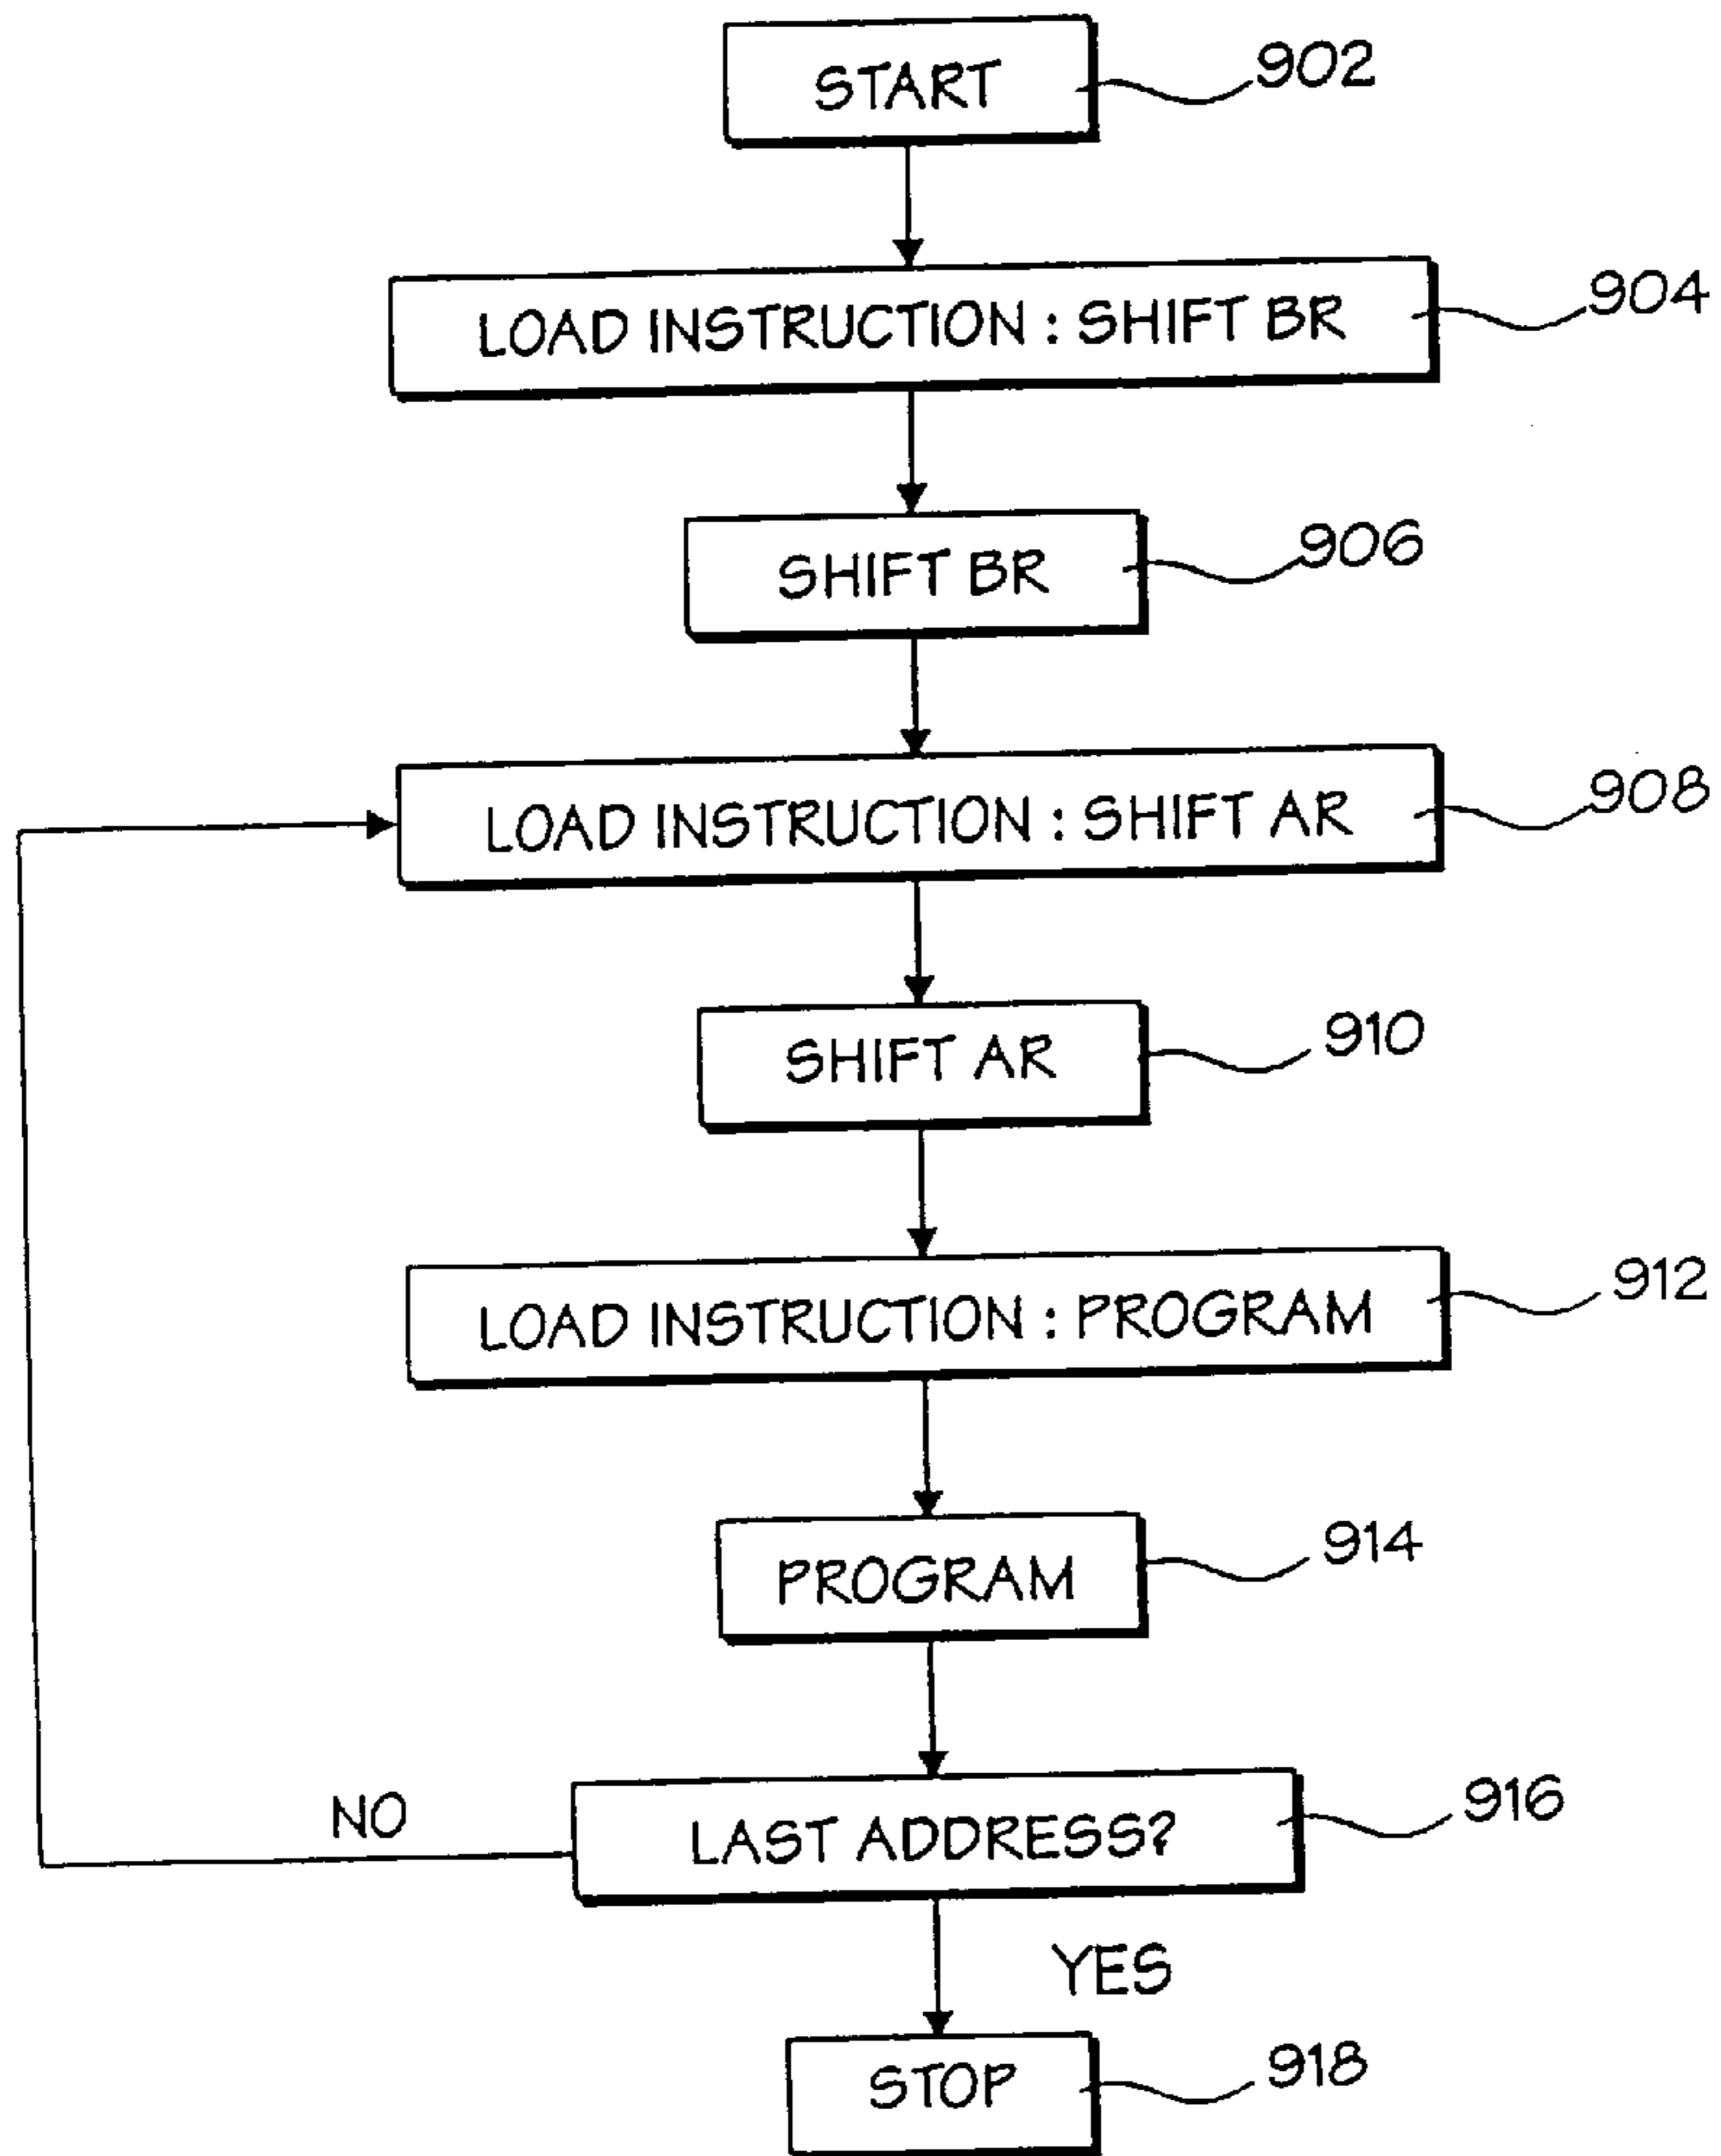 START
902
LOAD INSTRUCTION : SHIFT BR
904
SHIFT BR
906
LOAD INSTRUCTION : SHIFT AR
908
SHIFT AR
910
LOAD INSTRUCTION : PROGRAM
912
PROGRAM
914
LAST ADDRESS?
916
NO
YES
STOP
918